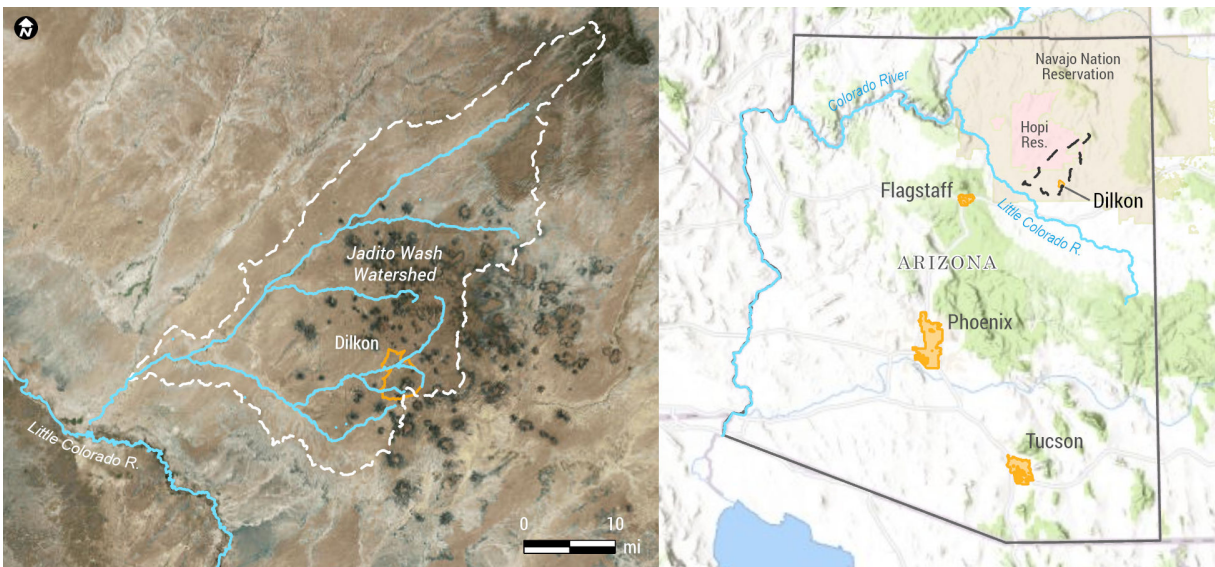 N
Jadito Wash
Watershed
Dilkon
Little Colorado R.
0 10
mi
Navajo Nation
Reservation
Colorado River
Hopi
Res.
Flagstaff
Dilkon
Little Colorado R.
ARIZONA
Phoenix
Tucson